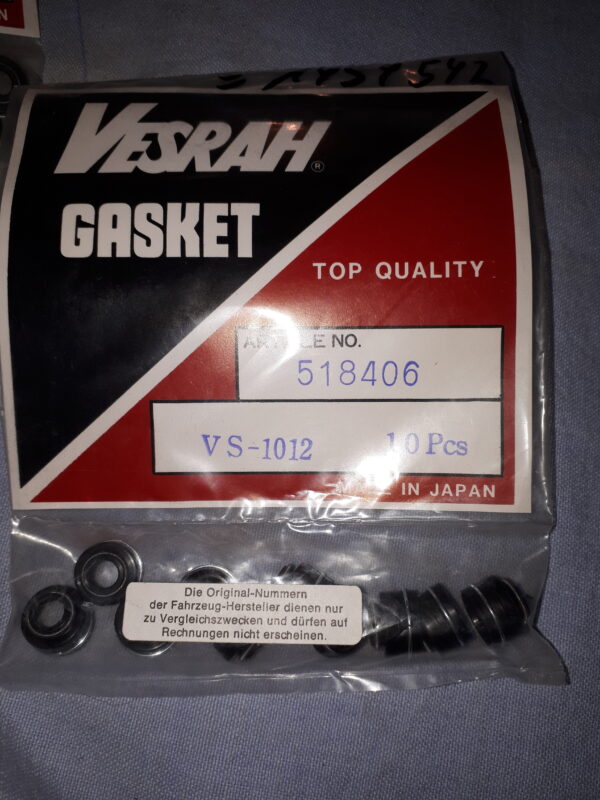 VESRAH®
GASKET
TOP QUALITY
ARTICLE NO.
518406
VS-1012 10 Pcs
IN JAPAN
Die Original-Nummern
der Fahrzeug-Hersteller dienen nur
zu Vergleichszwecken und dürfen auf
Rechnungen nicht erscheinen.